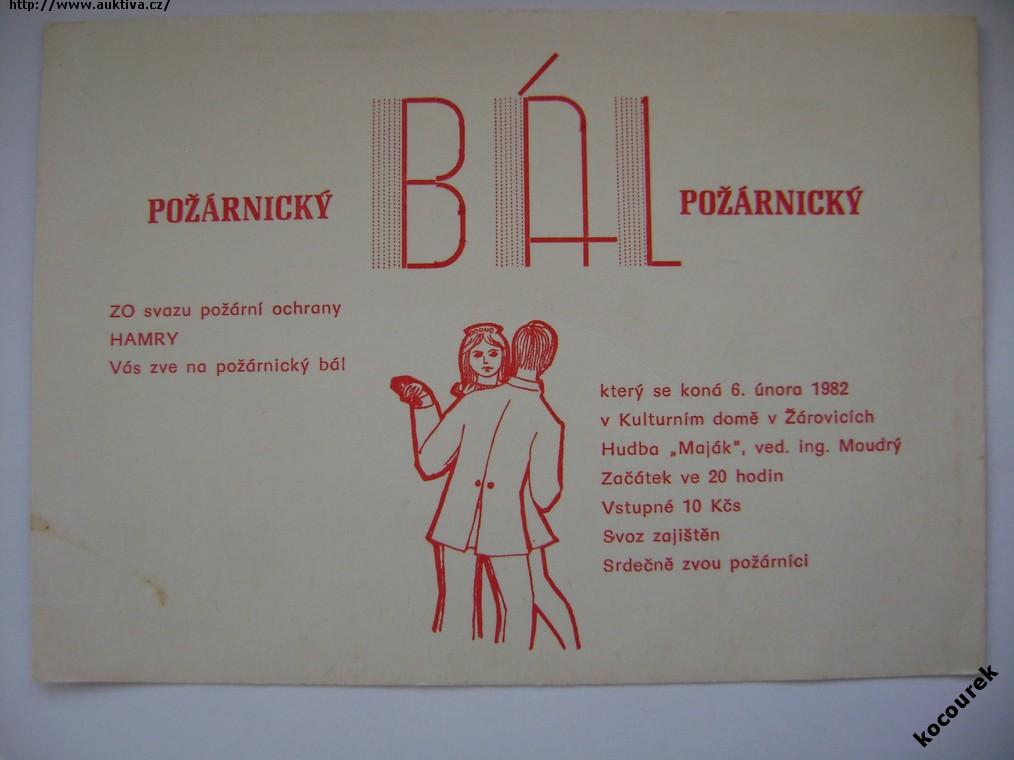 http://www.auktiva.cz/
BÁL
POŽÁRNICKÝ
POŽÁRNICKÝ
ZO svazu požární ochrany
HAMRY
Vás zve na požárnický bál
který se koná 6. února 1982
v Kulturním domě v Žárovicích
Hudba „Maják", ved. ing. Moudrý
Začátek ve 20 hodin
Vstupné 10 Kčs
Svoz zajištěn
Srdečně zvou požárníci
kocourek